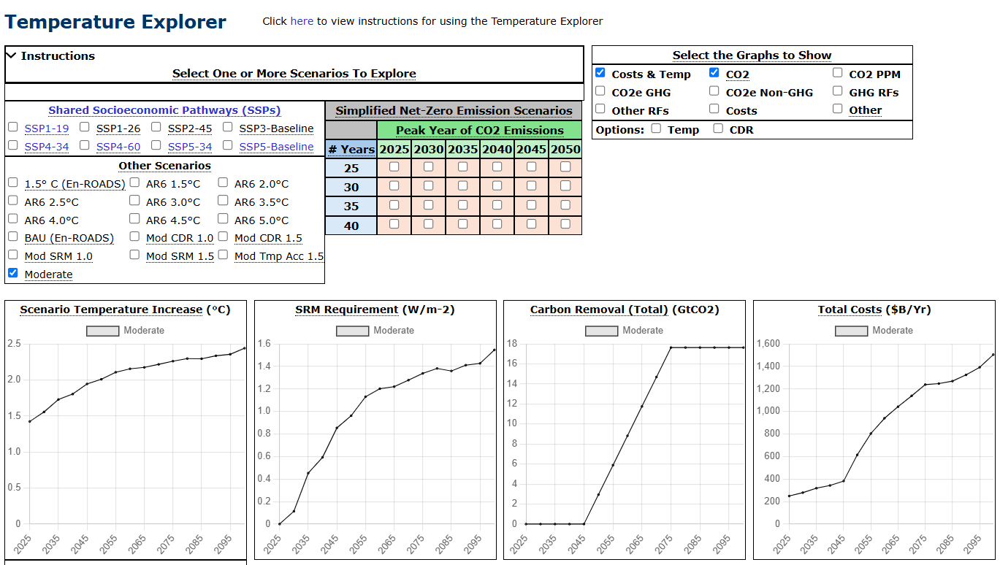 Temperature Explorer
Click here to view instructions for using the Temperature Explorer
Instructions
Select One or More Scenarios To Explore
Shared Socioeconomic Pathways (SSPs)
SSP1-19 SSP1-26 SSP2-45 SSP3-Baseline
SSP4-34 SSP4-60 SSP5-34 SSP5-Baseline
Other Scenarios
1.5° C (En-ROADS) AR6 1.5°C AR6 2.0°C
AR6 2.5°C AR6 3.0°C AR6 3.5°C
AR6 4.0°C AR6 4.5°C AR6 5.0°C
BAU (En-ROADS) Mod CDR 1.0 Mod CDR 1.5
Mod SRM 1.0 Mod SRM 1.5 Mod Tmp Acc 1.5
Moderate
Simplified Net-Zero Emission Scenarios
Peak Year of CO2 Emissions
# Years 2025 2030 2035 2040 2045 2050
25
30
35
40
Select the Graphs to Show
Costs & Temp CO2 CO2 PPM
CO2e GHG CO2e Non-GHG GHG RFs
Other RFs Costs Other
Options: Temp CDR
Scenario Temperature Increase (°C)
Moderate
2.5
2.0
1.5
1.0
0.5
0
2025 2035 2045 2055 2065 2075 2085 2095
SRM Requirement (W/m-2)
Moderate
1.6
1.4
1.2
1.0
0.8
0.6
0.4
0.2
0
2025 2035 2045 2055 2065 2075 2085 2095
Carbon Removal (Total) (GtCO2)
Moderate
18
16
14
12
10
8
6
4
2
0
2025 2035 2045 2055 2065 2075 2085 2095
Total Costs ($B/Yr)
Moderate
1,600
1,400
1,200
1,000
800
600
400
200
0
2025 2035 2045 2055 2065 2075 2085 2095